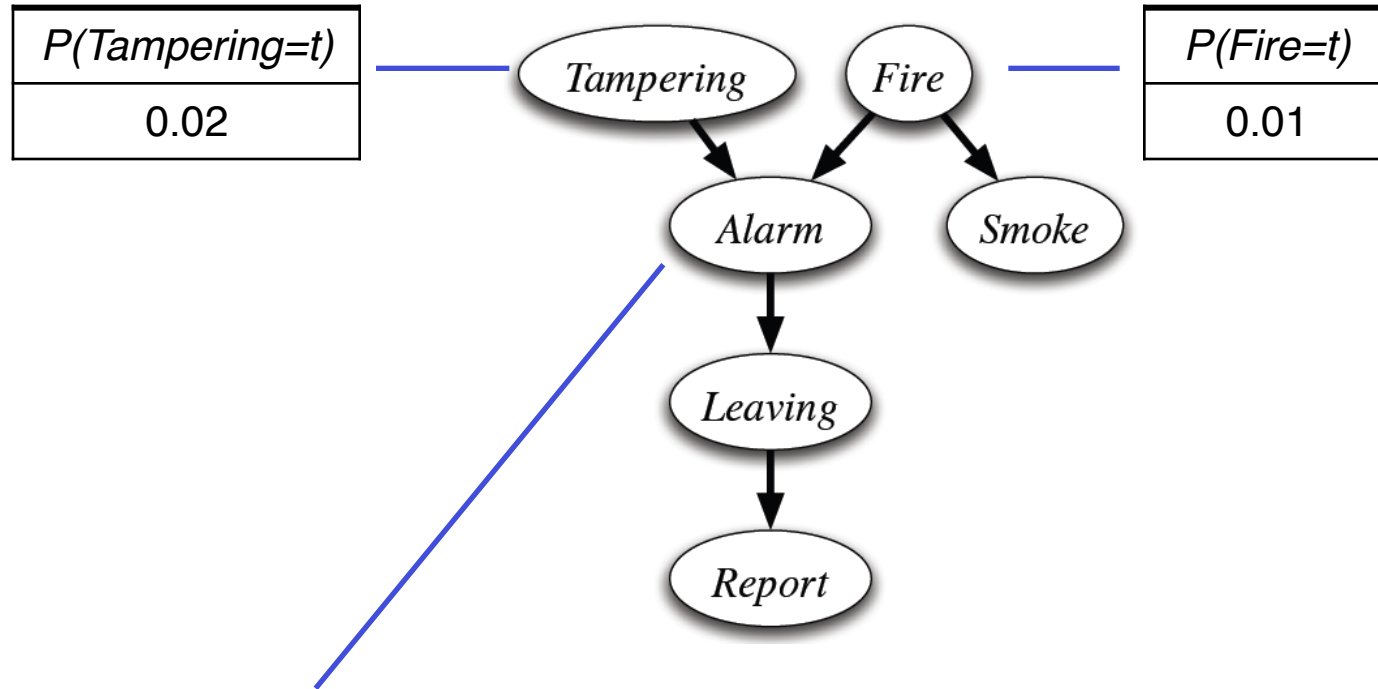 P(Tampering=t)
0.02
Tampering
Fire
P(Fire=t)
0.01
Alarm
Smoke
Leaving
Report